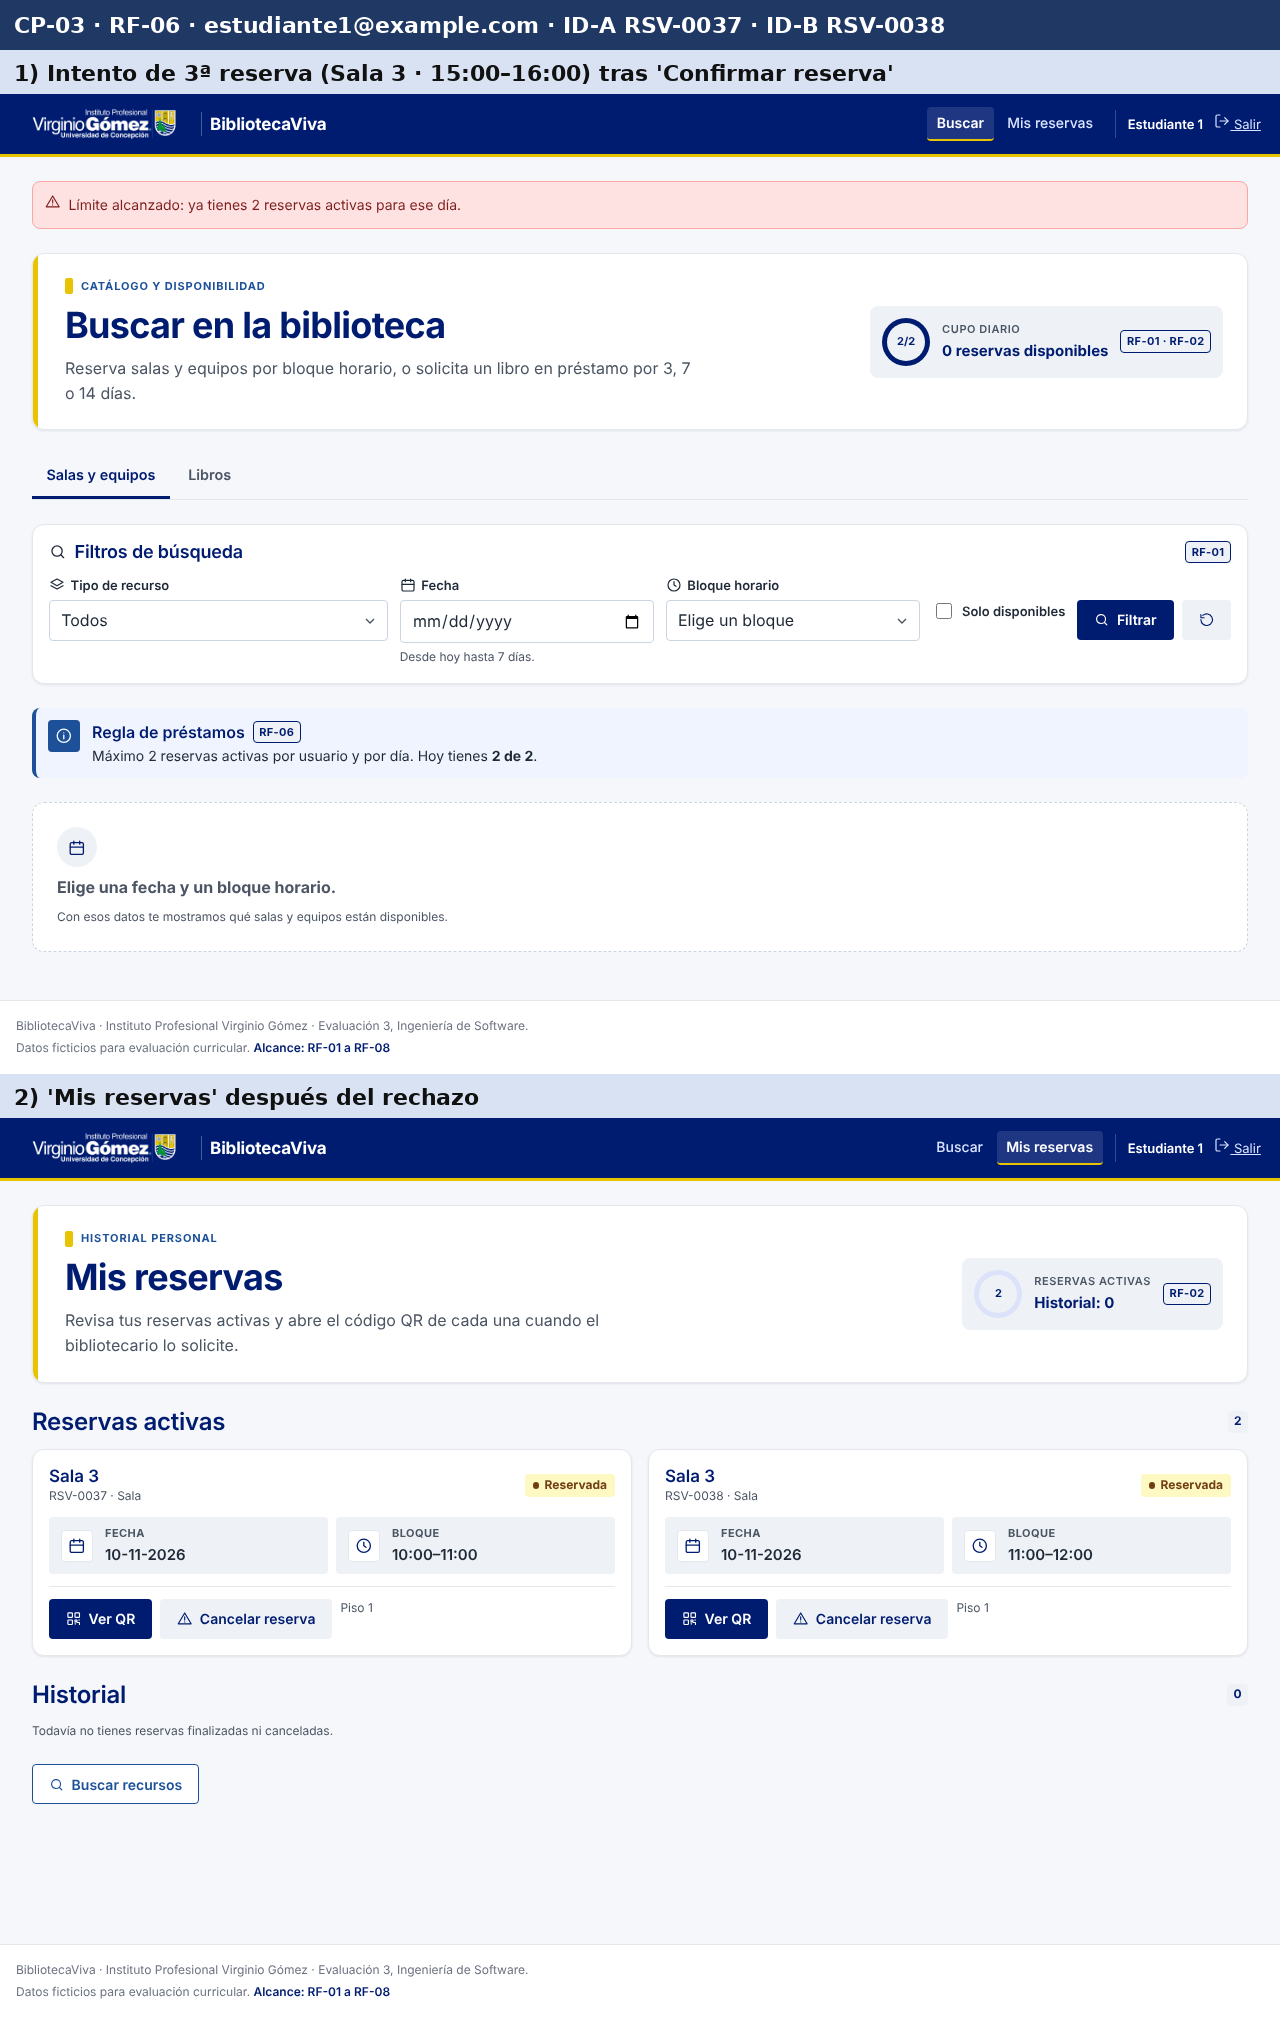 CP-03 · RF-06 · estudiante1@example.com · ID-A RSV-0037 · ID-B RSV-0038
1) Intento de 3ª reserva (Sala 3 · 15:00–16:00) tras 'Confirmar reserva'
Instituto Profesional
VirginioGómez
Universidad de Concepción
BibliotecaViva
Buscar
Mis reservas
Estudiante 1
Salir
Límite alcanzado: ya tienes 2 reservas activas para ese día.
CATÁLOGO Y DISPONIBILIDAD
Buscar en la biblioteca
Reserva salas y equipos por bloque horario, o solicita un libro en préstamo por 3, 7
o 14 días.
2/2
CUPO DIARIO
0 reservas disponibles
RF-01 · RF-02
Salas y equipos
Libros
Filtros de búsqueda
RF-01
Tipo de recurso
Todos
Fecha
mm/dd/yyyy
Desde hoy hasta 7 días.
Bloque horario
Elige un bloque
Solo disponibles
Filtrar
Regla de préstamos
RF-06
Máximo 2 reservas activas por usuario y por día. Hoy tienes 2 de 2.
Elige una fecha y un bloque horario.
Con esos datos te mostramos qué salas y equipos están disponibles.
BibliotecaViva · Instituto Profesional Virginio Gómez · Evaluación 3, Ingeniería de Software.
Datos ficticios para evaluación curricular. Alcance: RF-01 a RF-08
2) 'Mis reservas' después del rechazo
Instituto Profesional
VirginioGómez
Universidad de Concepción
BibliotecaViva
Buscar
Mis reservas
Estudiante 1
Salir
HISTORIAL PERSONAL
Mis reservas
Revisa tus reservas activas y abre el código QR de cada una cuando el
bibliotecario lo solicite.
2
RESERVAS ACTIVAS
Historial: 0
RF-02
Reservas activas
2
Sala 3
RSV-0037 · Sala
Reservada
FECHA
10-11-2026
BLOQUE
10:00–11:00
Ver QR
Cancelar reserva
Piso 1
Sala 3
RSV-0038 · Sala
Reservada
FECHA
10-11-2026
BLOQUE
11:00–12:00
Ver QR
Cancelar reserva
Piso 1
Historial
0
Todavía no tienes reservas finalizadas ni canceladas.
Buscar recursos
BibliotecaViva · Instituto Profesional Virginio Gómez · Evaluación 3, Ingeniería de Software.
Datos ficticios para evaluación curricular. Alcance: RF-01 a RF-08